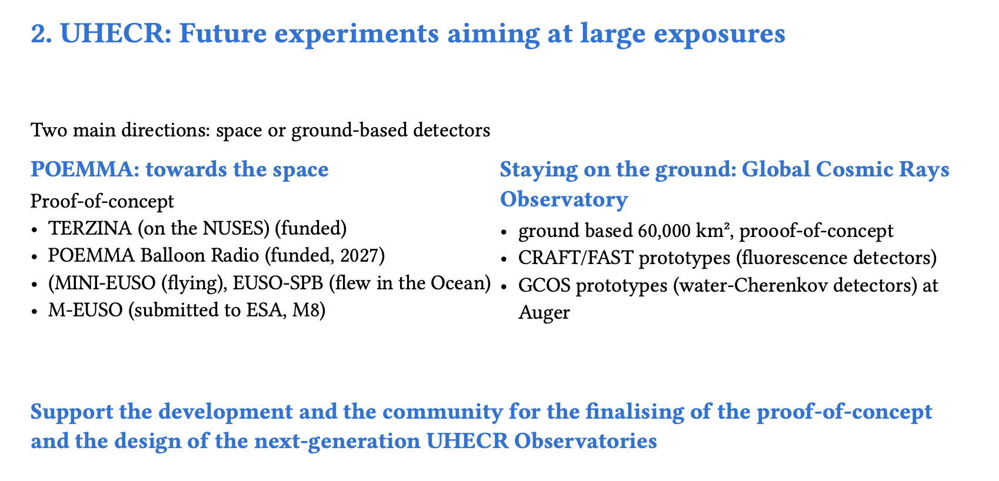 2. UHECR: Future experiments aiming at large exposures
Two main directions: space or ground-based detectors
POEMMA: towards the space
Proof-of-concept
• TERZINA (on the NUSES) (funded)
• POEMMA Balloon Radio (funded, 2027)
• (MINI-EUSO (flying), EUSO-SPB (flew in the Ocean)
• M-EUSO (submitted to ESA, M8)
Staying on the ground: Global Cosmic Rays
Observatory
• ground based 60,000 km², prooof-of-concept
• CRAFT/FAST prototypes (fluorescence detectors)
• GCOS prototypes (water-Cherenkov detectors) at
Auger
Support the development and the community for the finalising of the proof-of-concept
and the design of the next-generation UHECR Observatories